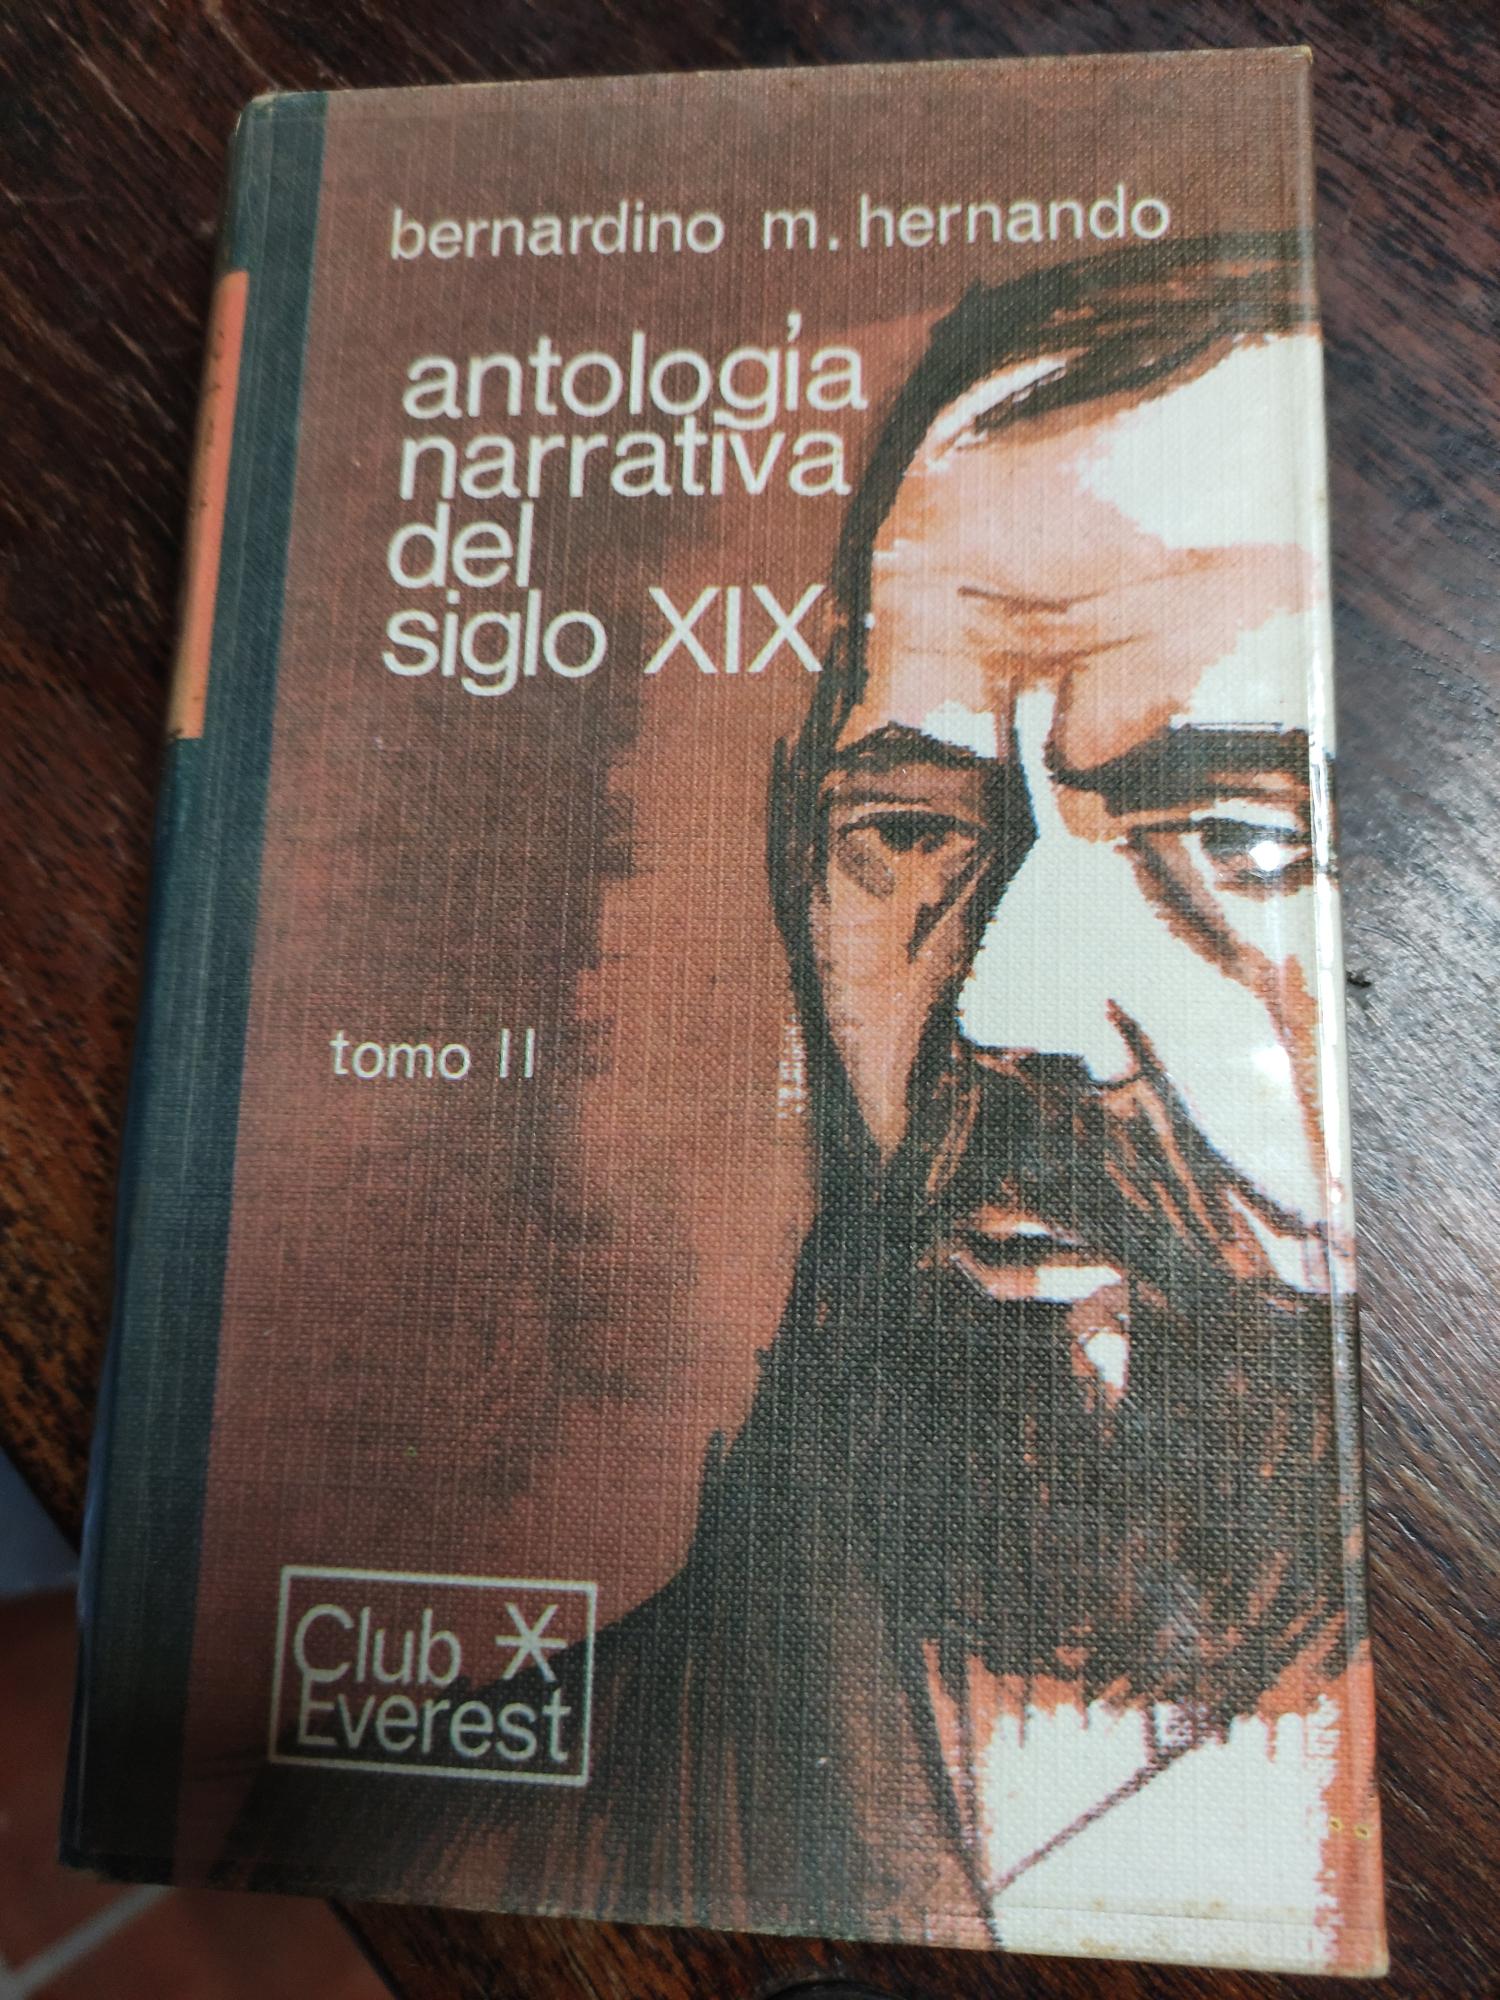 bernardino m. hernando
antología
narrativa
del
siglo XIX
tomo II
Club
Everest